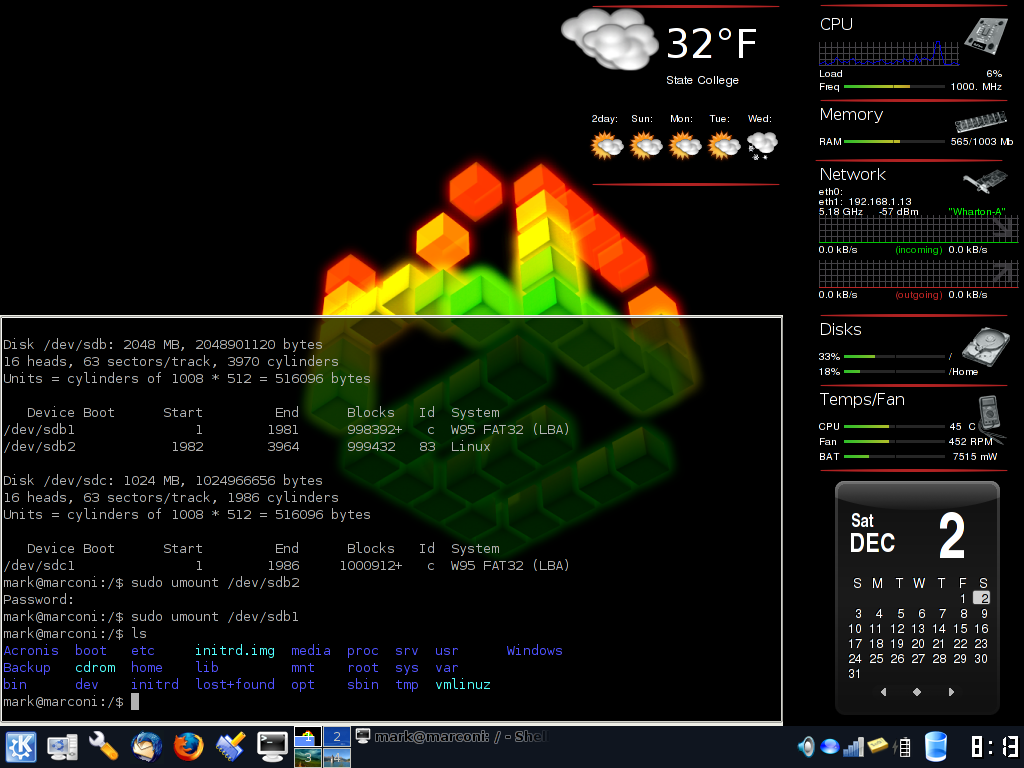 32°F
State College
2day: Sun: Mon: Tue: Wed:
CPU
Load 6%
Freq 1000. MHz
Memory
RAM 565/1003 Mb
Network
eth0:
eth1: 192.168.1.13
5.18 GHz -57 dBm "Wharton-A"
0.0 kB/s (incoming) 0.0 kB/s
0.0 kB/s (outgoing) 0.0 kB/s
Disks
33% /
18% /Home
Temps/Fan
CPU 45 C
Fan 452 RPM
BAT 7515 mW
Sat
DEC 2
S M T W T F S
1 2
3 4 5 6 7 8 9
10 11 12 13 14 15 16
17 18 19 20 21 22 23
24 25 26 27 28 29 30
31
Disk /dev/sdb: 2048 MB, 2048901120 bytes
16 heads, 63 sectors/track, 3970 cylinders
Units = cylinders of 1008 * 512 = 516096 bytes
Device Boot Start End Blocks Id System
/dev/sdb1 1 1981 998392+ c W95 FAT32 (LBA)
/dev/sdb2 1982 3964 999432 83 Linux
Disk /dev/sdc: 1024 MB, 1024966656 bytes
16 heads, 63 sectors/track, 1986 cylinders
Units = cylinders of 1008 * 512 = 516096 bytes
Device Boot Start End Blocks Id System
/dev/sdc1 1 1986 1000912+ c W95 FAT32 (LBA)
mark@marconi:/$ sudo umount /dev/sdb2
Password:
mark@marconi:/$ sudo umount /dev/sdb1
mark@marconi:/$ ls
Acronis boot etc initrd.img media proc srv usr Windows
Backup cdrom home lib mnt root sys var
bin dev initrd lost+found opt sbin tmp vmlinuz
mark@marconi:/$
1 2 mark@marconi: / - Shel
3 4
8:13